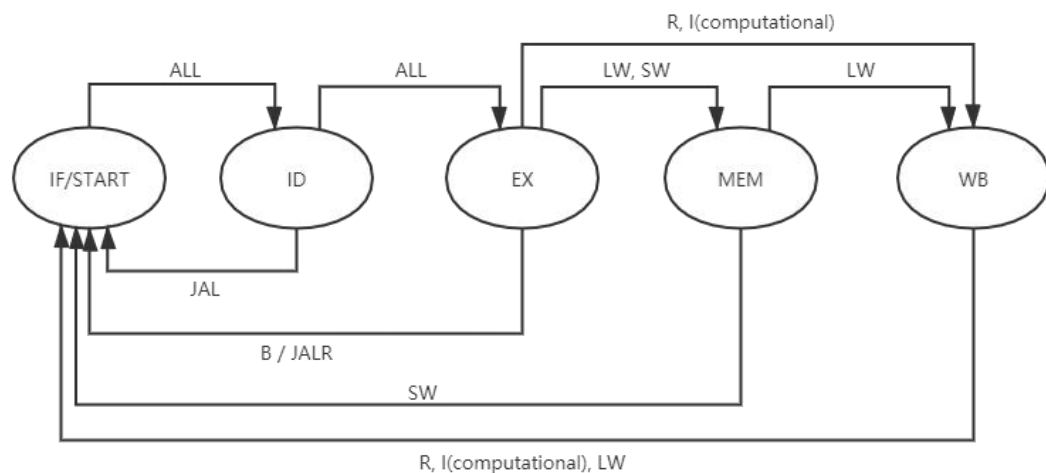 R, I(computational)
ALL
ALL
LW, SW
LW
IF/START
ID
EX
MEM
WB
JAL
B / JALR
SW
R, I(computational), LW